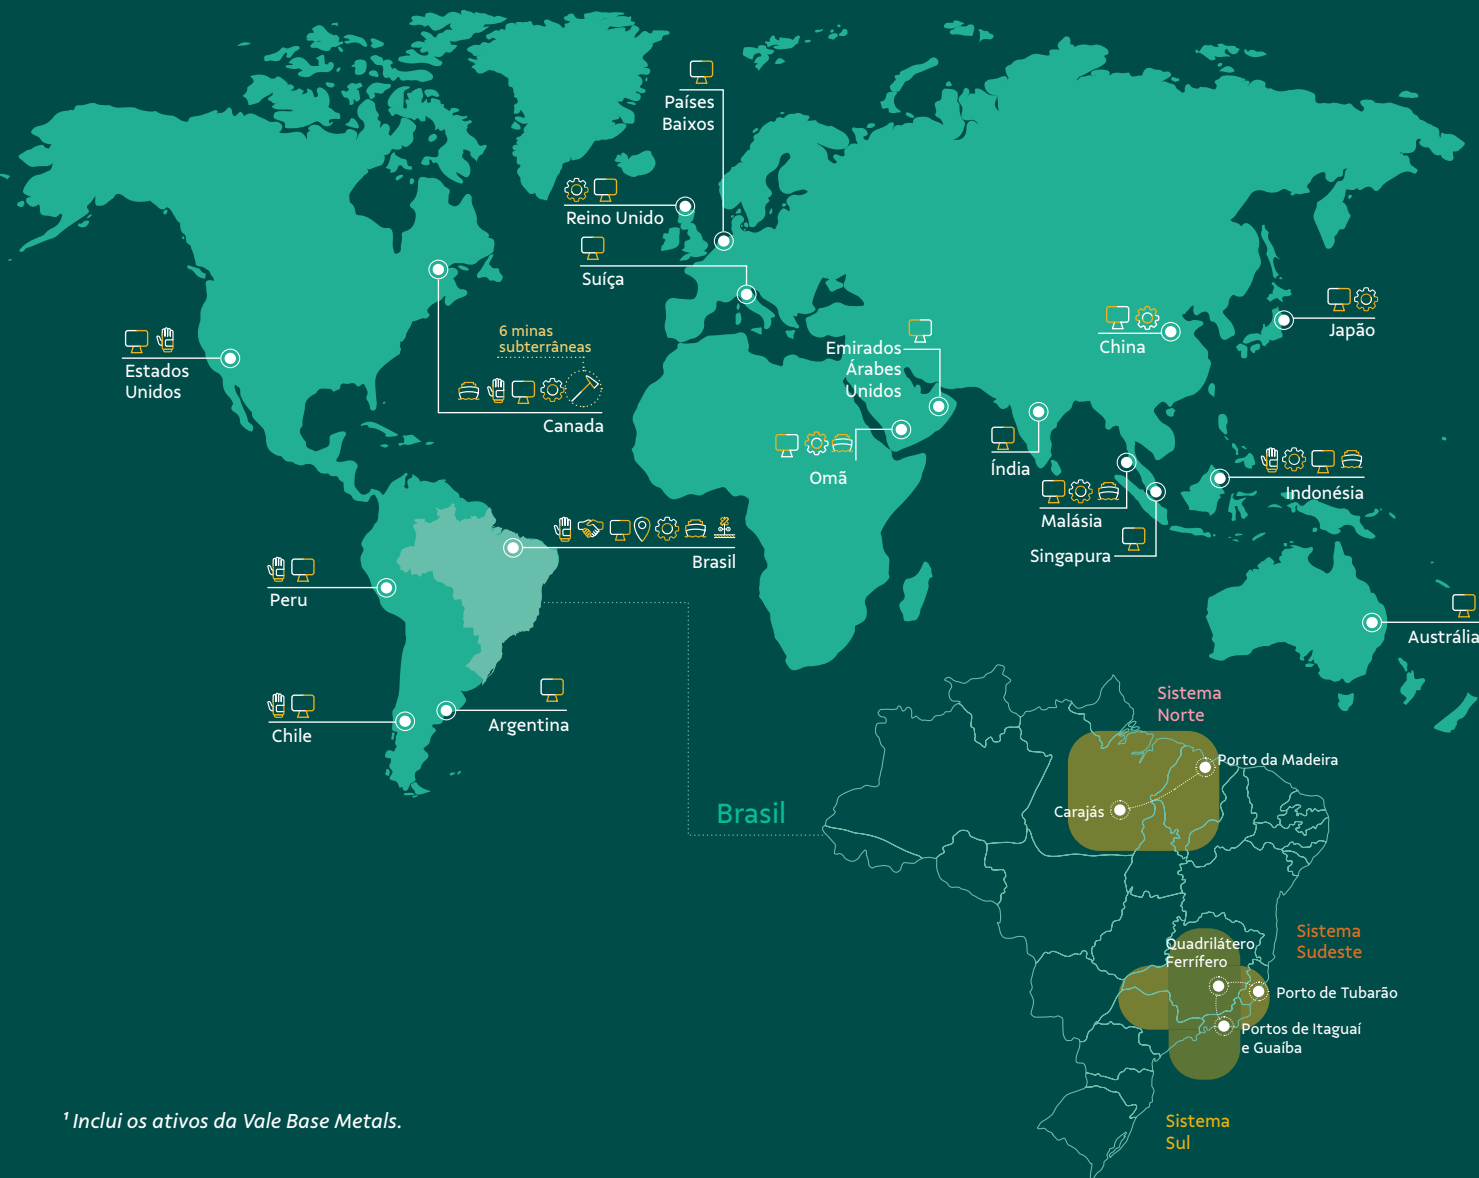 Países
Baixos
Reino Unido
Suíça
6 minas
subterrâneas
Estados
Unidos
Canada
Emirados
Árabes
Unidos
China
Japão
Omã
Índia
Indonésia
Malásia
Singapura
Brasil
Peru
Austrália
Argentina
Chile
Sistema
Norte
Porto da Madeira
Carajás
Brasil
Sistema
Sudeste
Quadrilátero
Ferrífero
Porto de Tubarão
Portos de Itaguaí
e Guaíba
Sistema
Sul
¹ Inclui os ativos da Vale Base Metals.